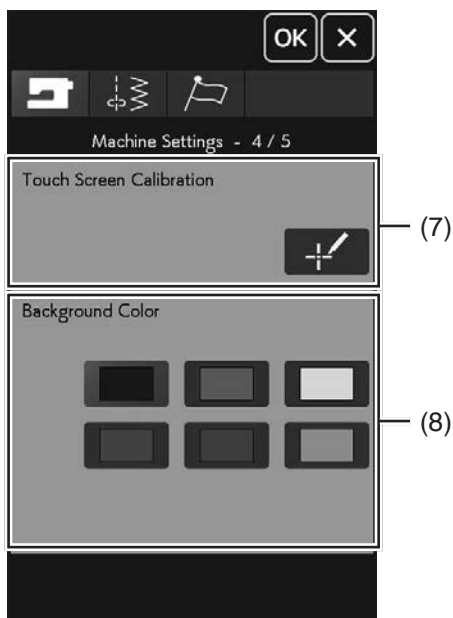 OK ×
Machine Settings - 4 / 5
Touch Screen Calibration
(7)
Background Color
(8)